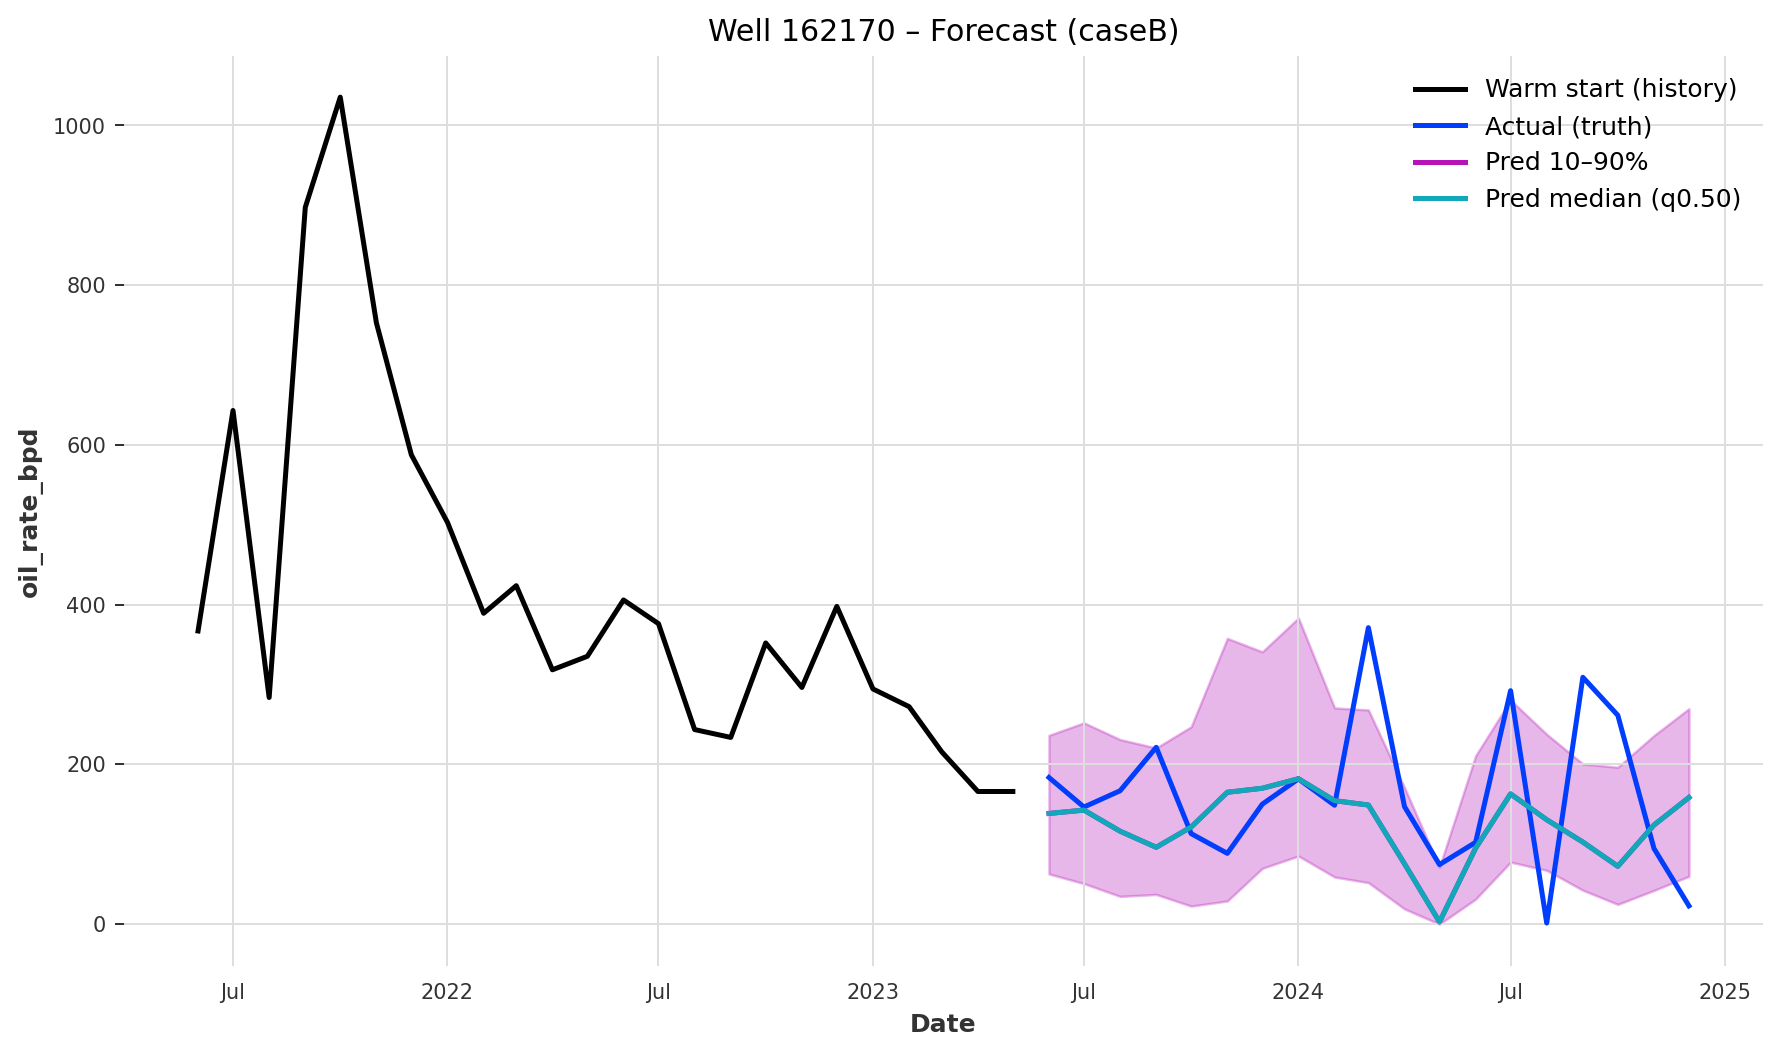 Well 162170 – Forecast (caseB)
Warm start (history)
Actual (truth)
Pred 10–90%
Pred median (q0.50)
oil_rate_bpd
1000
800
600
400
200
0
Jul
2022
Jul
2023
Jul
2024
Jul
2025
Date